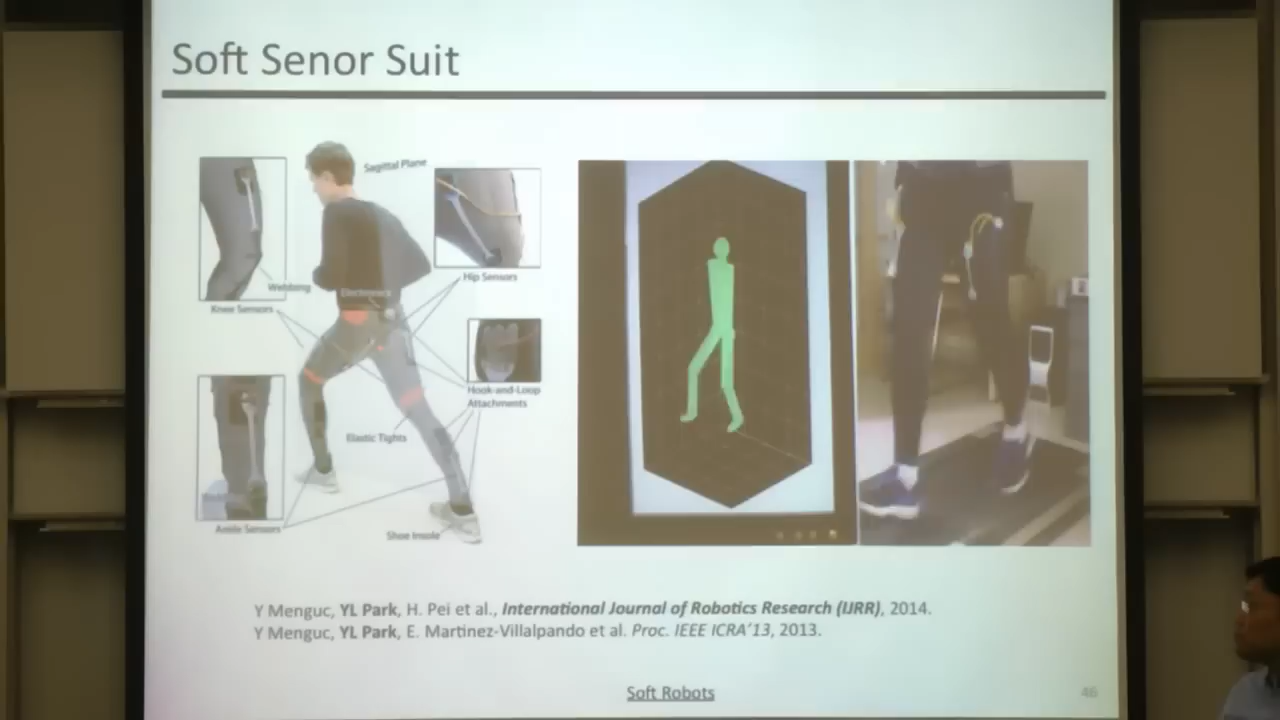 Soft Senor Suit
Sagittal Plane
Hip Sensors
Webbing
Electronics
Knee Sensors
Hook-and-Loop
Attachments
Elastic Tights
Ankle Sensors
Shoe Insole
Y Menguc, YL Park, H. Pei et al., International Journal of Robotics Research (IJRR), 2014.
Y Menguc, YL Park, E. Martinez-Villalpando et al. Proc. IEEE ICRA'13, 2013.
Soft Robots
46